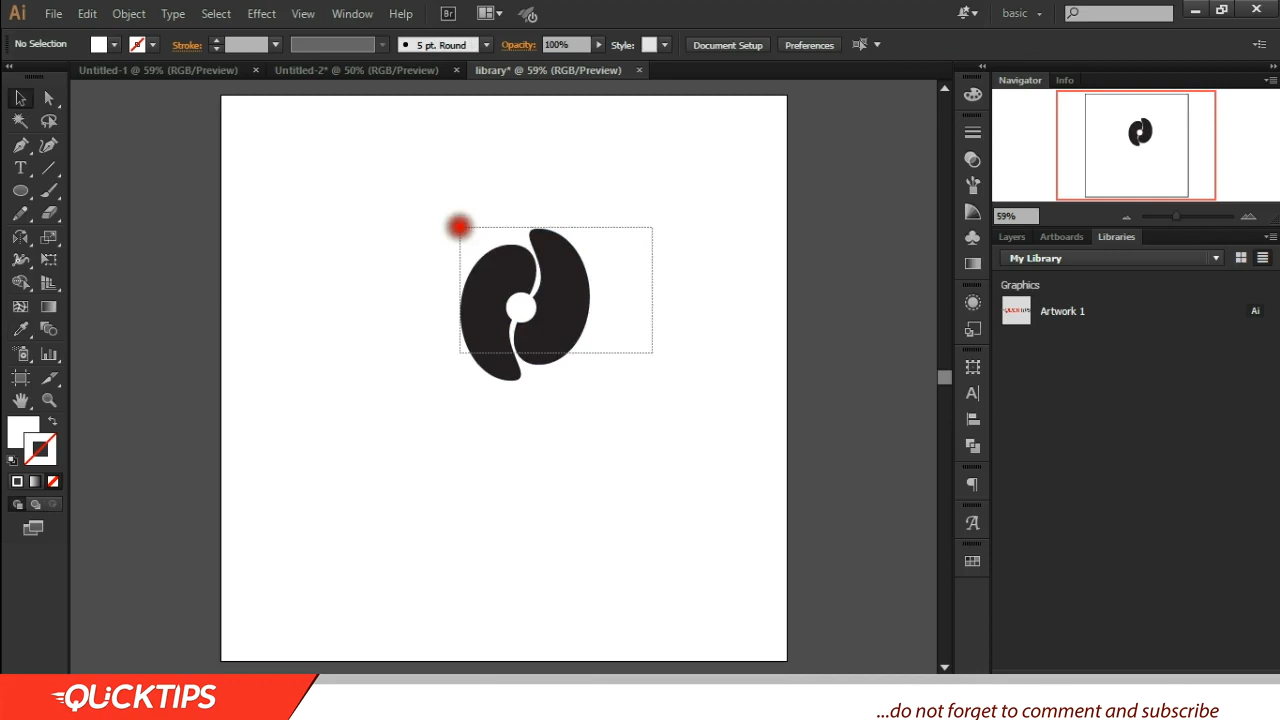 Ai File Edit Object Type Select Effect View Window Help Br basic
No Selection Stroke: 5 pt. Round Opacity: 100% Style: Document Setup Preferences
Untitled-1 @ 59% (RGB/Preview) × Untitled-2* @ 50% (RGB/Preview) × library* @ 59% (RGB/Preview) ×
Navigator Info
59%
Layers Artboards Libraries
My Library
Graphics
QUCKTIPS
Artwork 1 Ai
QUCKTIPS
...do not forget to comment and subscribe